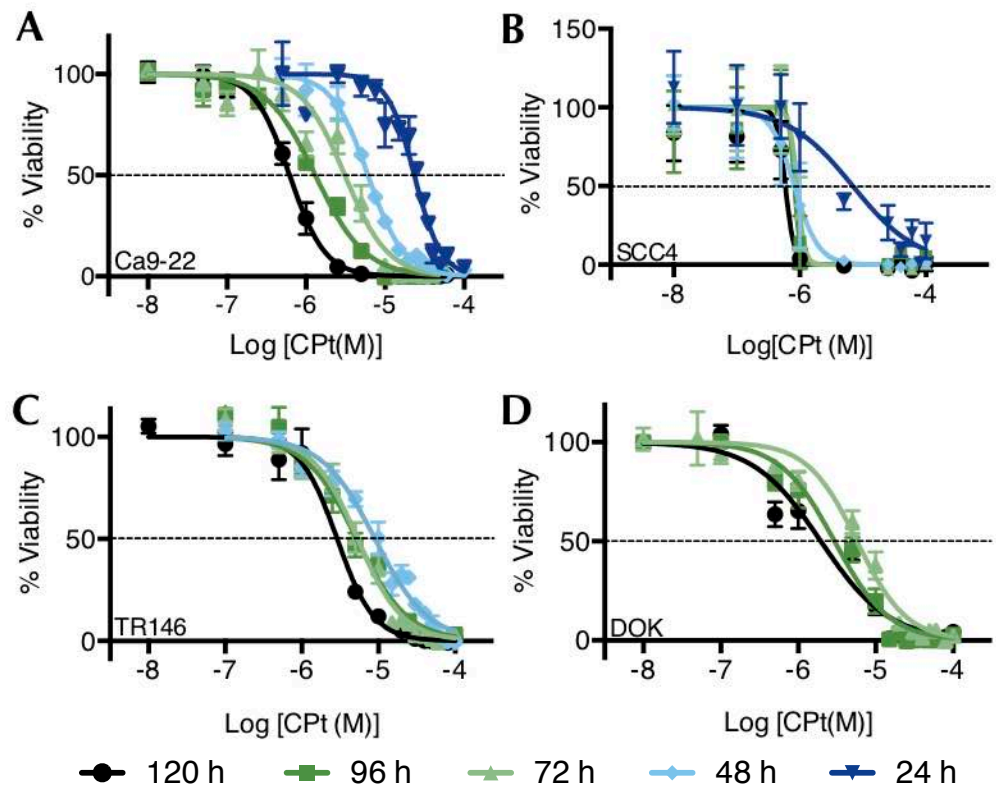 A
% Viability
100
50
0
Ca9-22
-8 -7 -6 -5 -4
Log [CPt(M)]
B
% Viability
150
100
50
0
SCC4
-8 -6 -4
Log[CPt (M)]
C
% Viability
100
50
0
TR146
-8 -7 -6 -5 -4
Log [CPt (M)]
D
% Viability
100
50
0
DOK
-8 -7 -6 -5 -4
Log [CPt(M)]
120 h 96 h 72 h 48 h 24 h